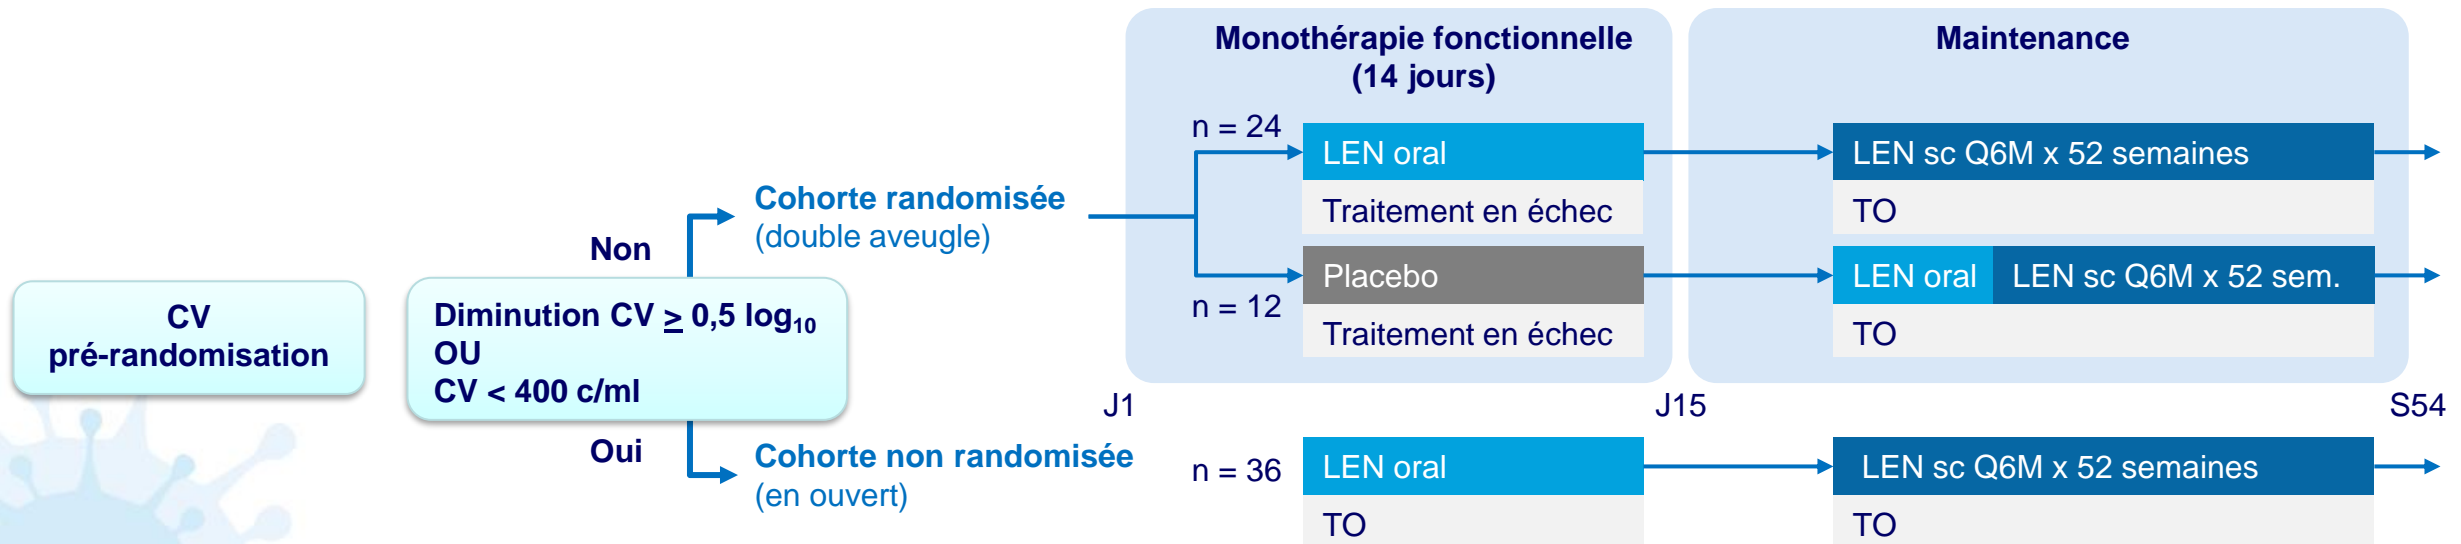 Monothérapie fonctionnelle
(14 jours)
Maintenance
n = 24
LEN oral
LEN sc Q6M x 52 semaines
Cohorte randomisée
(double aveugle)
Traitement en échec
TO
Non
Placebo
LEN oral
LEN sc Q6M x 52 sem.
n = 12
Traitement en échec
TO
CV
pré-randomisation
Diminution CV ≥ 0,5 log₁₀
OU
CV < 400 c/ml
J1
J15
S54
Oui
Cohorte non randomisée
(en ouvert)
n = 36
LEN oral
LEN sc Q6M x 52 semaines
TO
TO